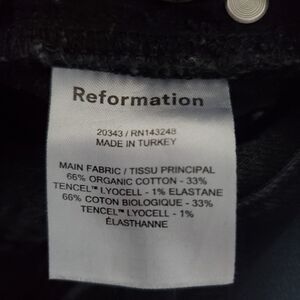 Reformation
20343 / RN143248
MADE IN TURKEY
MAIN FABRIC / TISSU PRINCIPAL
66% ORGANIC COTTON - 33%
TENCEL™ LYOCELL - 1% ELASTANE
66% COTON BIOLOGIQUE - 33%
TENCEL™ LYOCELL - 1%
ÉLASTHANNE